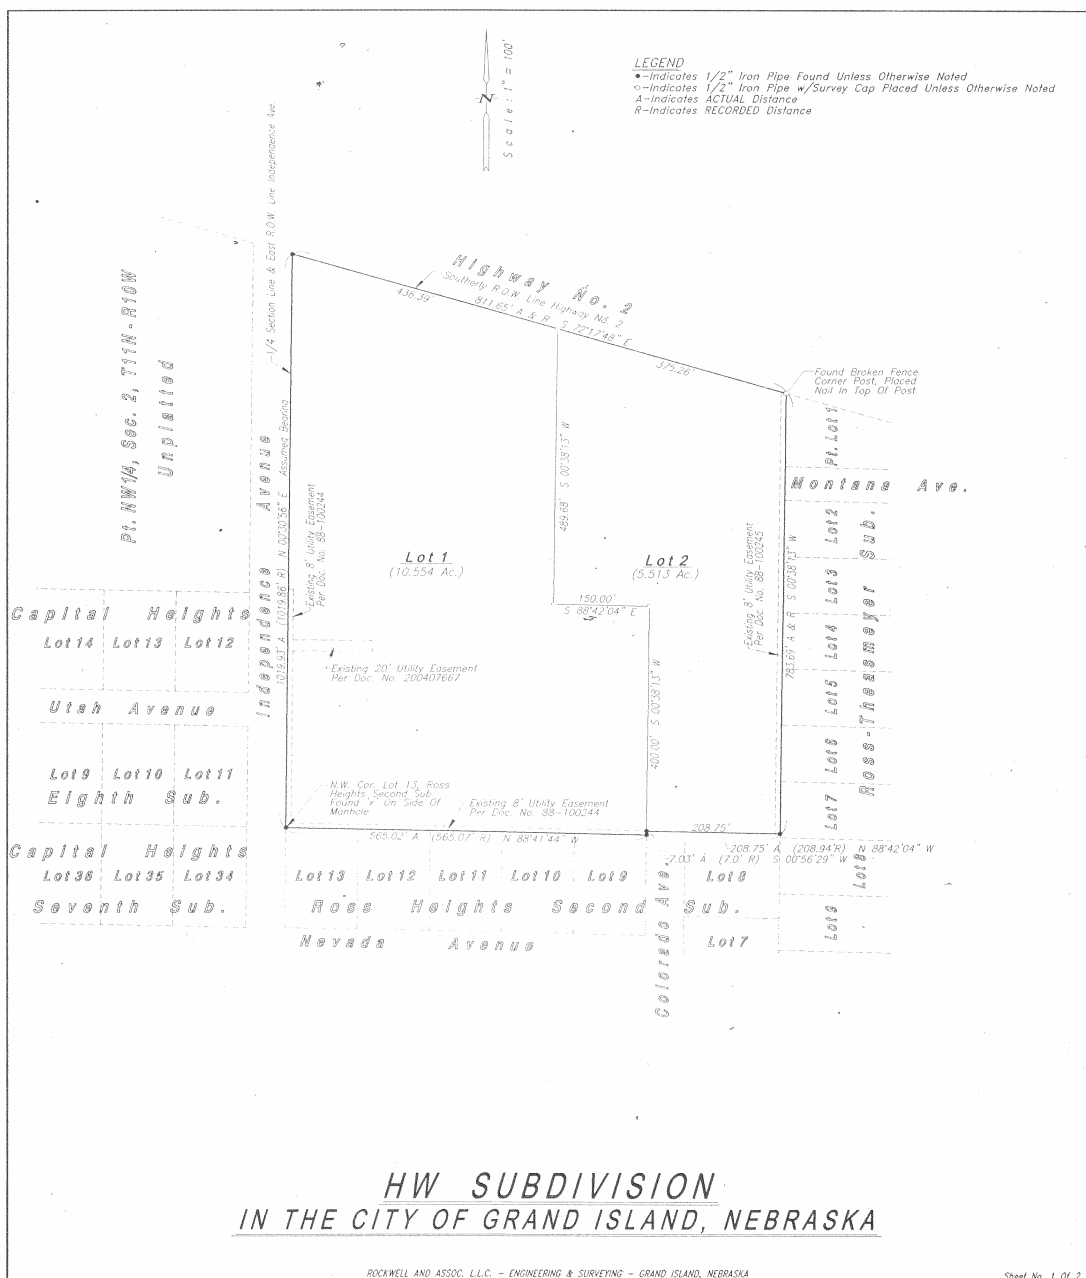 Scale: 1" = 100'
N
LEGEND
•-Indicates 1/2" Iron Pipe Found Unless Otherwise Noted
○-Indicates 1/2" Iron Pipe w/Survey Cap Placed Unless Otherwise Noted
A-Indicates ACTUAL Distance
R-Indicates RECORDED Distance
1/4 Section Line & East R.O.W. Line Independence Ave.
Highway No. 2
Southerly R.O.W. Line Highway No. 2
811.65' A & R S 72°17'48" E
436.39'
375.26'
Found Broken Fence
Corner Post, Placed
Nail In Top Of Post
Pt. NW1/4, Sec. 2, T11N-R10W
Unplatted
Independence Avenue
1019.93' A (1019.86' R) N 00°30'56" E Assumed Bearing
Existing 8' Utility Easement
Per Doc. No. 88-100244
489.68' S 00°38'13" W
Lot 1
(10.554 Ac.)
Lot 2
(5.513 Ac.)
150.00'
S 88°42'04" E
400.00' S 00°38'13" W
Existing 8' Utility Easement
Per Doc. No. 88-100245
783.69' A & R S 00°38'13" W
Pt. Lot 1
Montana Ave.
Lot 2
Lot 3
Lot 4
Lot 5
Lot 6
Lot 7
Lot 8
Lot 9
Ross-Theasmeyer Sub.
Capital Heights
Lot 14 Lot 13 Lot 12
Utah Avenue
Lot 9 Lot 10 Lot 11
Eighth Sub.
Capital Heights
Lot 36 Lot 35 Lot 34
Seventh Sub.
Existing 20' Utility Easement
Per Doc. No. 200407667
N.W. Cor. Lot 13, Ross
Heights Second Sub.
Found 'x' On Side Of
Manhole
Existing 8' Utility Easement
Per Doc. No. 88-100244
565.02' A (565.07' R) N 88°41'44" W
208.75'
208.75' A (208.94'R) N 88°42'04" W
7.03' A (7.0' R) S 00°56'29" W
Lot 13 Lot 12 Lot 11 Lot 10 Lot 9 Lot 8
Ross Heights Second Sub.
Nevada Avenue
Lot 7
Colorado Ave.
HW SUBDIVISION
IN THE CITY OF GRAND ISLAND, NEBRASKA
ROCKWELL AND ASSOC. L.L.C. - ENGINEERING & SURVEYING - GRAND ISLAND, NEBRASKA
Sheet No. 1 Of 2